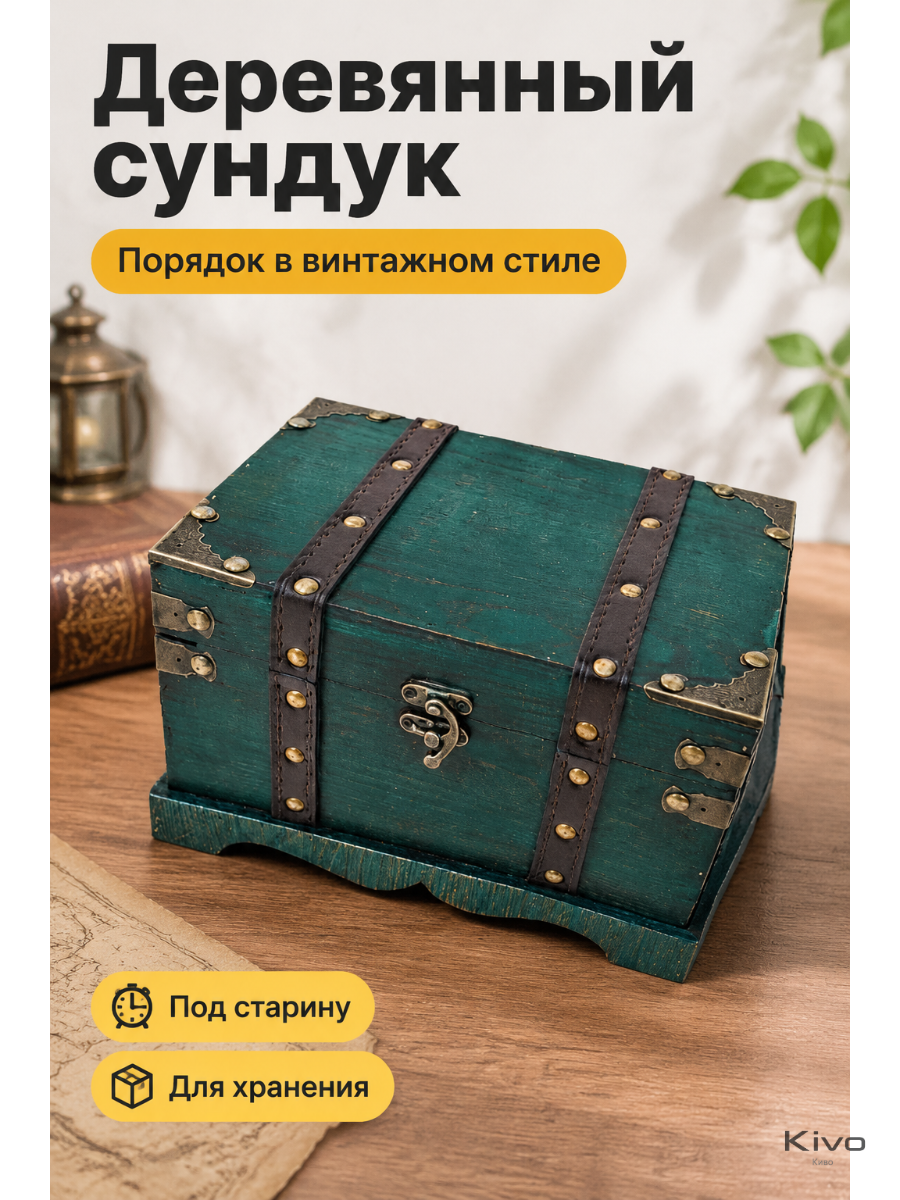 Деревянный
сундук
Порядок в винтажном стиле
Под старину
Для хранения
Kivo
Киво